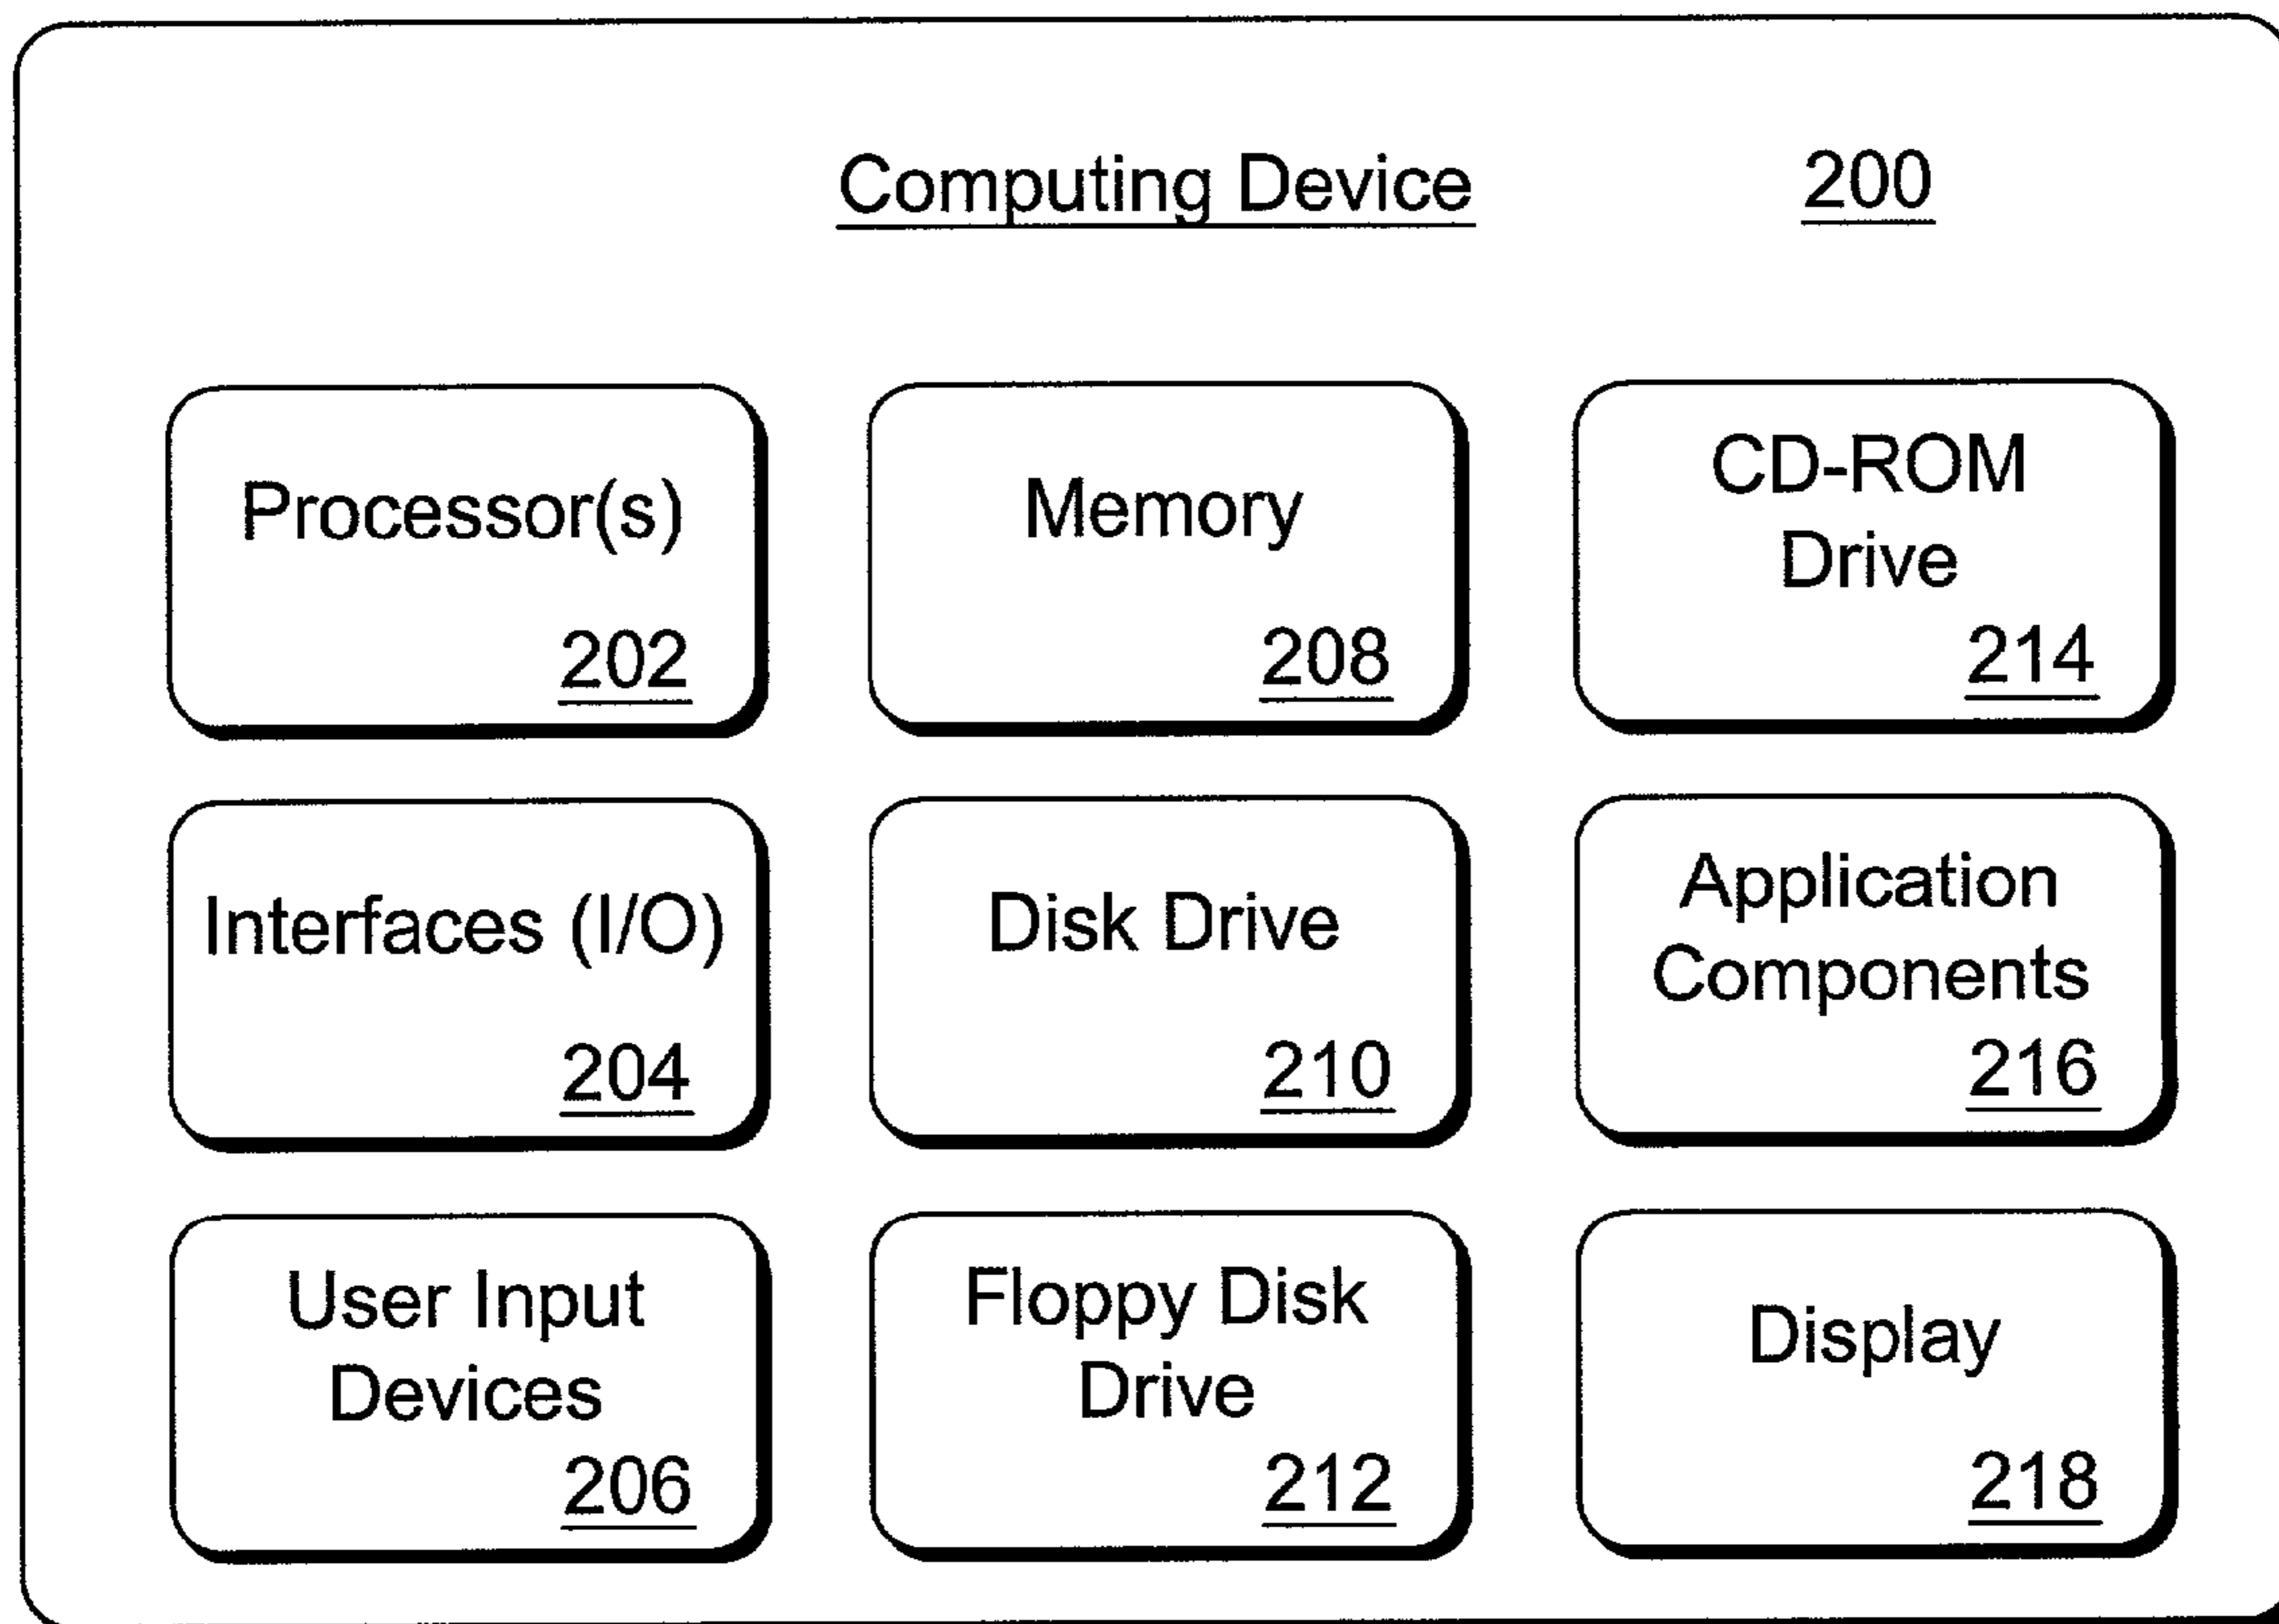 Computing Device 200
Processor(s)
202
Memory
208
CD-ROM
Drive
214
Interfaces (I/O)
204
Disk Drive
210
Application
Components
216
User Input
Devices
206
Floppy Disk
Drive
212
Display
218